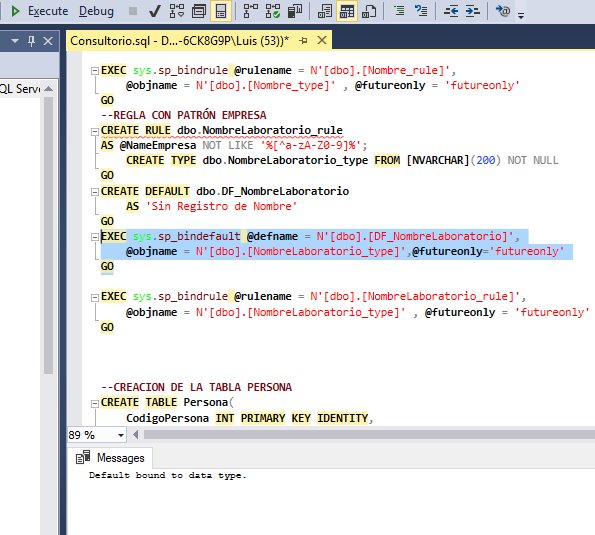 Execute Debug
Consultorio.sql - D...-6CK8G9P\Luis (53))*
QL Serve
EXEC sys.sp_bindrule @rulename = N'[dbo].[Nombre_rule]',
@objname = N'[dbo].[Nombre_type]' , @futureonly = 'futureonly'
GO
--REGLA CON PATRÓN EMPRESA
CREATE RULE dbo.NombreLaboratorio_rule
AS @NameEmpresa NOT LIKE '%[^a-zA-Z0-9]%';
CREATE TYPE dbo.NombreLaboratorio_type FROM [NVARCHAR](200) NOT NULL
GO
CREATE DEFAULT dbo.DF_NombreLaboratorio
AS 'Sin Registro de Nombre'
GO
EXEC sys.sp_bindefault @defname = N'[dbo].[DF_NombreLaboratorio]',
@objname = N'[dbo].[NombreLaboratorio_type]',@futureonly='futureonly'
GO
EXEC sys.sp_bindrule @rulename = N'[dbo].[NombreLaboratorio_rule]',
@objname = N'[dbo].[NombreLaboratorio_type]' , @futureonly = 'futureonly'
GO
--CREACION DE LA TABLA PERSONA
CREATE TABLE Persona(
CodigoPersona INT PRIMARY KEY IDENTITY,
89 %
Messages
Default bound to data type.